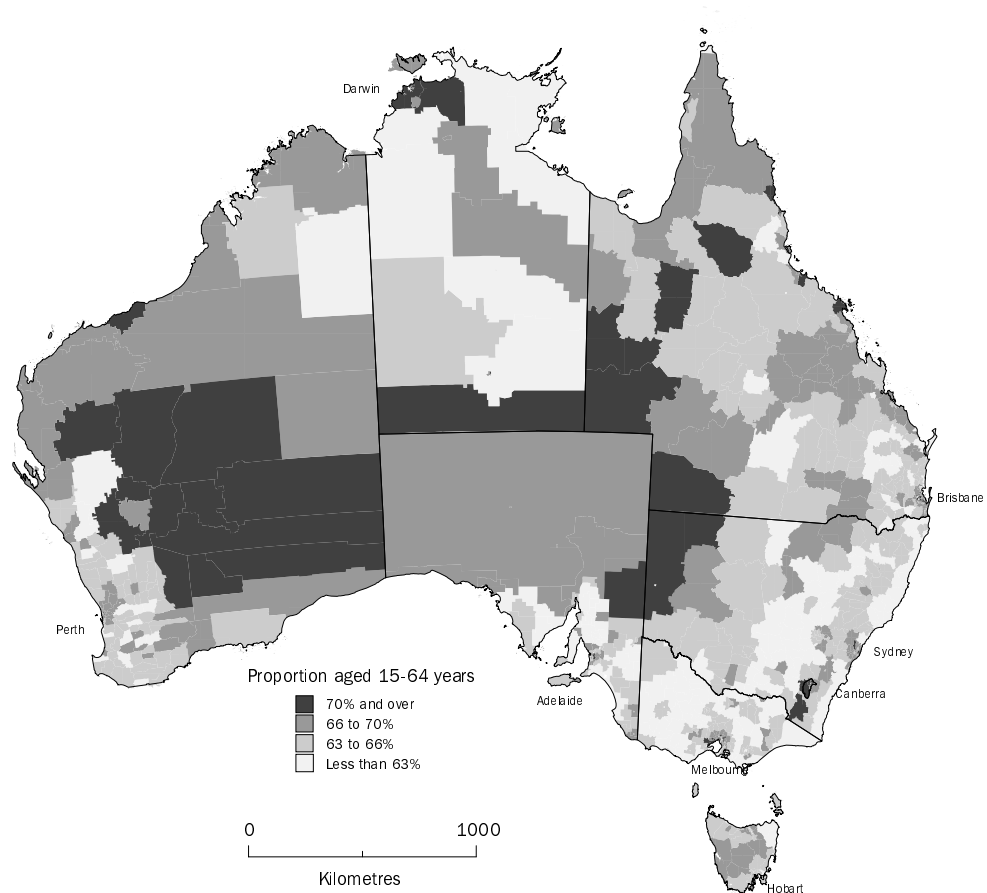 Darwin
Brisbane
Perth
Sydney
Proportion aged 15-64 years
Adelaide
Canberra
70% and over
66 to 70%
63 to 66%
Less than 63%
Melbourne
0 1000
Kilometres
Hobart